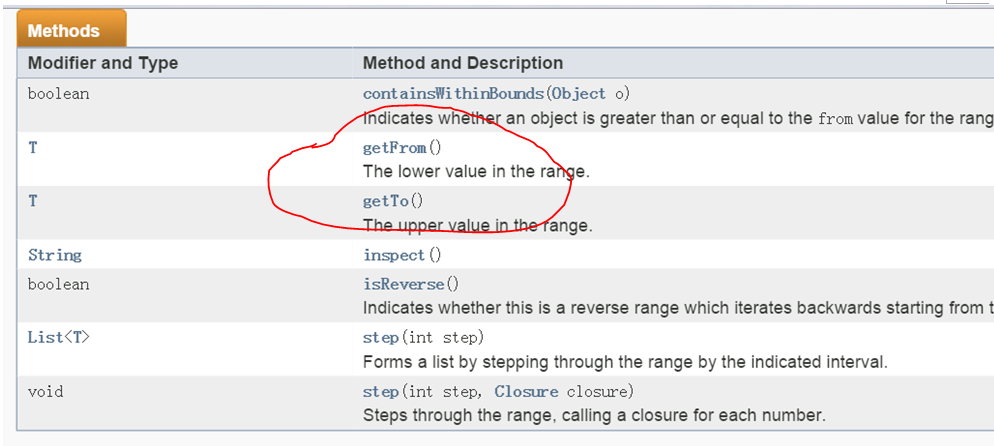 Methods
Modifier and Type Method and Description
boolean containsWithinBounds(Object o)
Indicates whether an object is greater than or equal to the from value for the rang
T getFrom()
The lower value in the range.
T getTo()
The upper value in the range.
String inspect()
boolean isReverse()
Indicates whether this is a reverse range which iterates backwards starting from t
List<T> step(int step)
Forms a list by stepping through the range by the indicated interval.
void step(int step, Closure closure)
Steps through the range, calling a closure for each number.